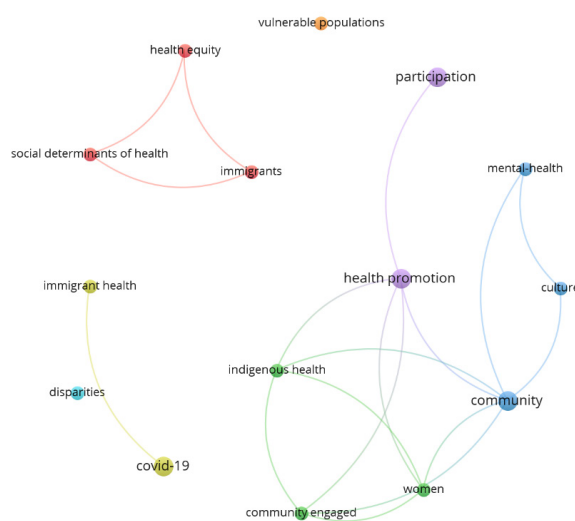 vulnerable populations
health equity
participation
social determinants of health
immigrants
mental-health
health promotion
immigrant health
culture
indigenous health
disparities
community
covid-19
women
community engaged